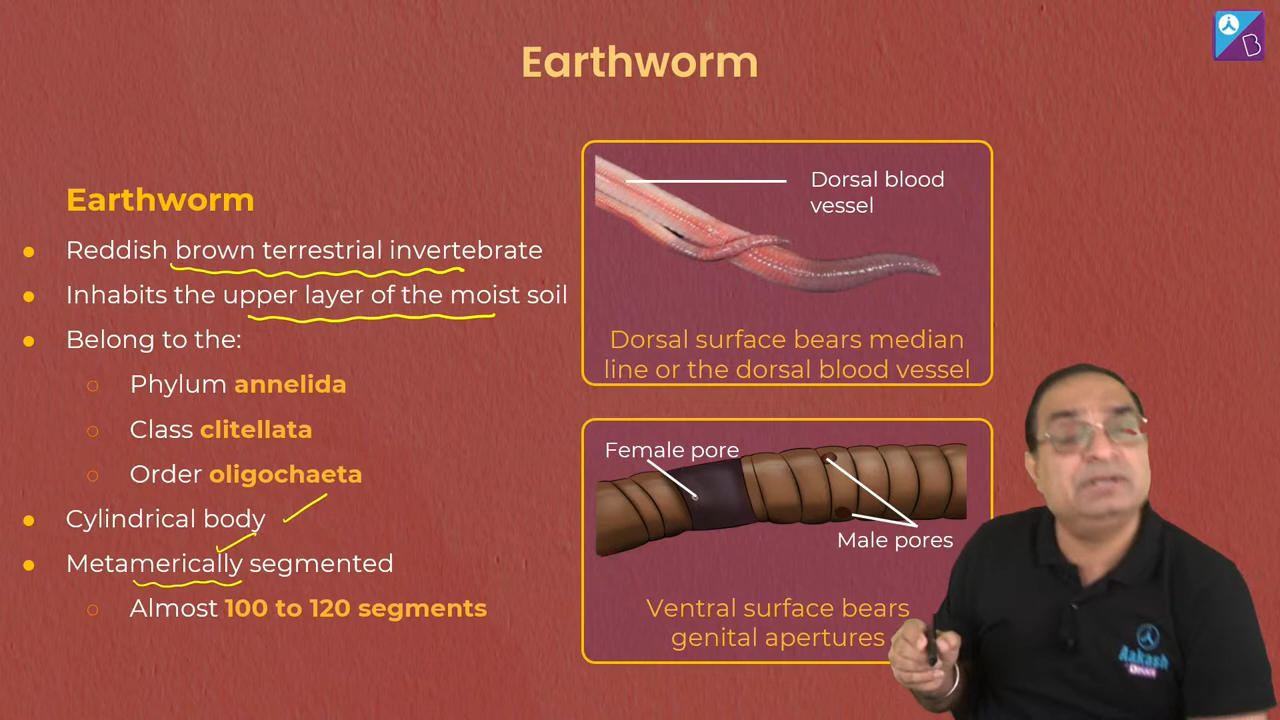 Earthworm
Earthworm
Reddish brown terrestrial invertebrate
Inhabits the upper layer of the moist soil
Belong to the:
Phylum annelida
Class clitellata
Order oligochaeta
Cylindrical body
Metamerically segmented
Almost 100 to 120 segments
Dorsal blood
vessel
Dorsal surface bears median
line or the dorsal blood vessel
Female pore
Male pores
Ventral surface bears
genital apertures
B
Aakash